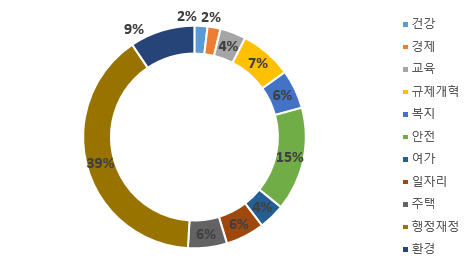 2%
2%
4%
7%
6%
15%
4%
6%
6%
39%
9%
건강
경제
교육
규제개혁
복지
안전
여가
일자리
주택
행정재정
환경